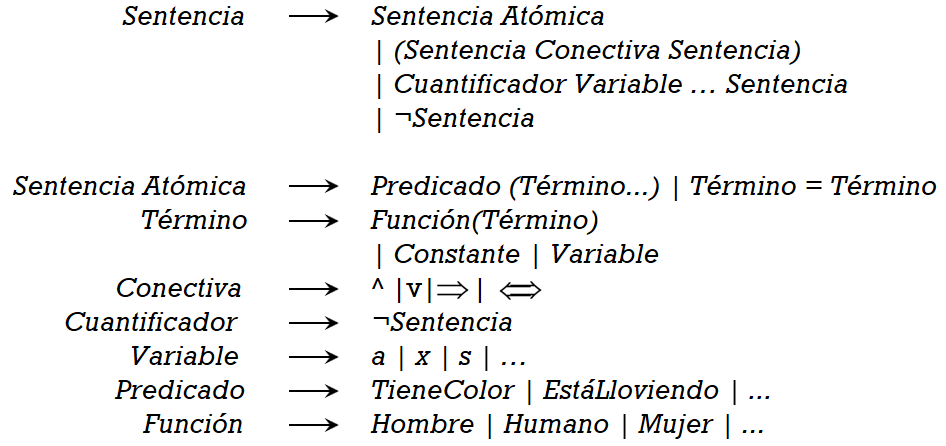 Sentencia ⟶ Sentencia Atómica
| (Sentencia Conectiva Sentencia)
| Cuantificador Variable … Sentencia
| ¬Sentencia
Sentencia Atómica ⟶ Predicado (Término...) | Término = Término
Término ⟶ Función(Término)
| Constante | Variable
Conectiva ⟶ ^ |v|⇒| ⇔
Cuantificador ⟶ ¬Sentencia
Variable ⟶ a | x | s | …
Predicado ⟶ TieneColor | EstáLloviendo | ...
Función ⟶ Hombre | Humano | Mujer | ...